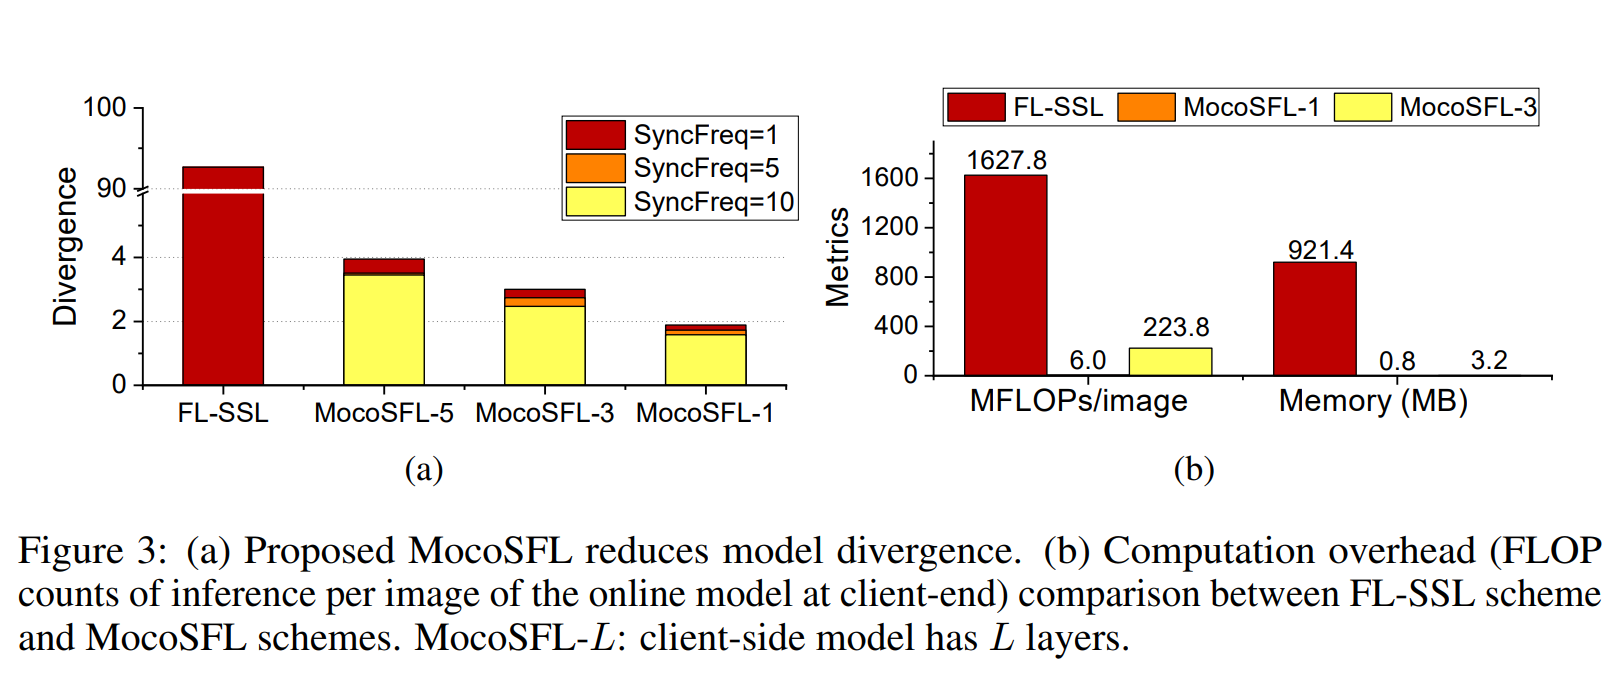 100
90
4
2
0
Divergence
SyncFreq=1
SyncFreq=5
SyncFreq=10
FL-SSL
MocoSFL-5
MocoSFL-3
MocoSFL-1
(a)
FL-SSL
MocoSFL-1
MocoSFL-3
1600
1200
800
400
0
Metrics
1627.8
6.0
223.8
921.4
0.8
3.2
MFLOPs/image
Memory (MB)
(b)
Figure 3: (a) Proposed MocoSFL reduces model divergence. (b) Computation overhead (FLOP
counts of inference per image of the online model at client-end) comparison between FL-SSL scheme
and MocoSFL schemes. MocoSFL-L: client-side model has L layers.